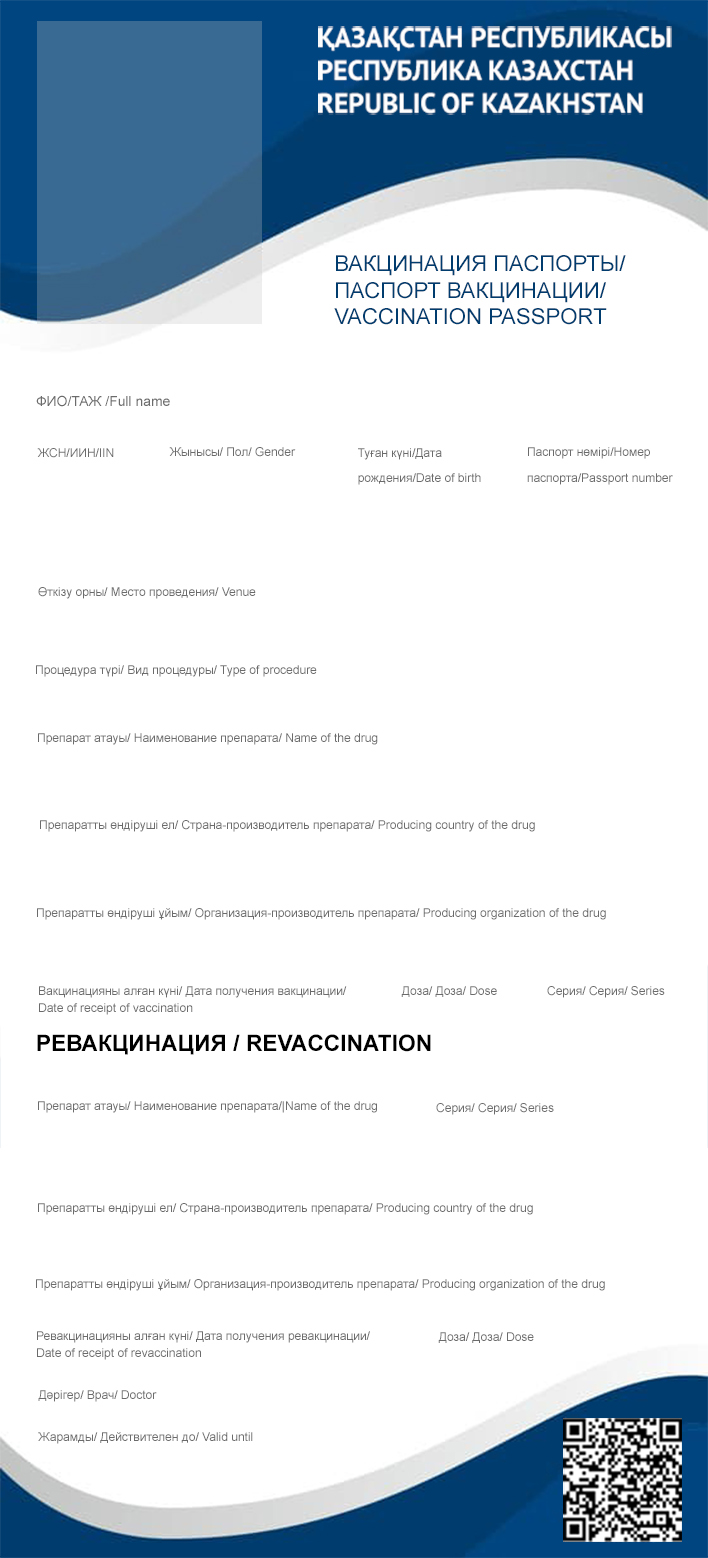 ҚАЗАҚСТАН РЕСПУБЛИКАСЫ
РЕСПУБЛИКА КАЗАХСТАН
REPUBLIC OF KAZAKHSTAN
ВАКЦИНАЦИЯ ПАСПОРТЫ/
ПАСПОРТ ВАКЦИНАЦИИ/
VACCINATION PASSPORT
ФИО/ТАЖ /Full name
ЖСН/ИИН/IIN
Жынысы/ Пол/ Gender
Туған күні/Дата
рождения/Date of birth
Паспорт нөмірі/Номер
паспорта/Passport number
Өткізу орны/ Место проведения/ Venue
Процедура түрі/ Вид процедуры/ Type of procedure
Препарат атауы/ Наименование препарата/ Name of the drug
Препаратты өндіруші ел/ Страна-производитель препарата/ Producing country of the drug
Препаратты өндіруші ұйым/ Организация-производитель препарата/ Producing organization of the drug
Вакцинацияны алған күні/ Дата получения вакцинации/
Date of receipt of vaccination
Доза/ Доза/ Dose
Серия/ Серия/ Series
РЕВАКЦИНАЦИЯ / REVACCINATION
Препарат атауы/ Наименование препарата/|Name of the drug
Серия/ Серия/ Series
Препаратты өндіруші ел/ Страна-производитель препарата/ Producing country of the drug
Препаратты өндіруші ұйым/ Организация-производитель препарата/ Producing organization of the drug
Ревакцинацияны алған күні/ Дата получения ревакцинации/
Date of receipt of revaccination
Доза/ Доза/ Dose
Дәрігер/ Врач/ Doctor
Жарамды/ Действителен до/ Valid until